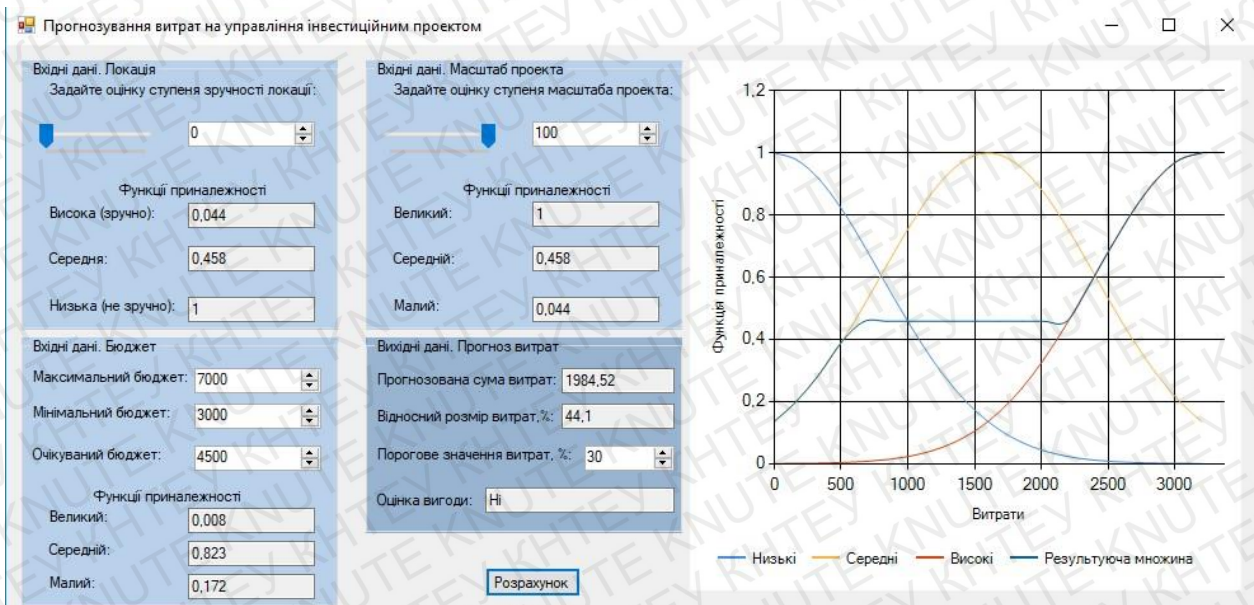 Прогнозування витрат на управління інвестиційним проектом
Вхідні дані. Локація
Задайте оцінку ступеня зручності локації:
0
Функції приналежності
Висока (зручно): 0,044
Середня: 0,458
Низька (не зручно): 1
Вхідні дані. Масштаб проекта
Задайте оцінку ступеня масштаба проекта:
100
Функції приналежності
Великий: 1
Середній: 0,458
Малий: 0,044
Вхідні дані. Бюджет
Максимальний бюджет: 7000
Мінімальний бюджет: 3000
Очікуваний бюджет: 4500
Функції приналежності
Великий: 0,008
Середній: 0,823
Малий: 0,172
Вихідні дані. Прогноз витрат
Прогнозована сума витрат: 1984,52
Відносний розмір витрат,%: 44,1
Порогове значення витрат, %: 30
Оцінка вигоди: Ні
Розрахунок
Функція приналежності
1,2
1
0,8
0,6
0,4
0,2
0
0 500 1000 1500 2000 2500 3000
Витрати
Низькі Середні Високі Результуюча множина